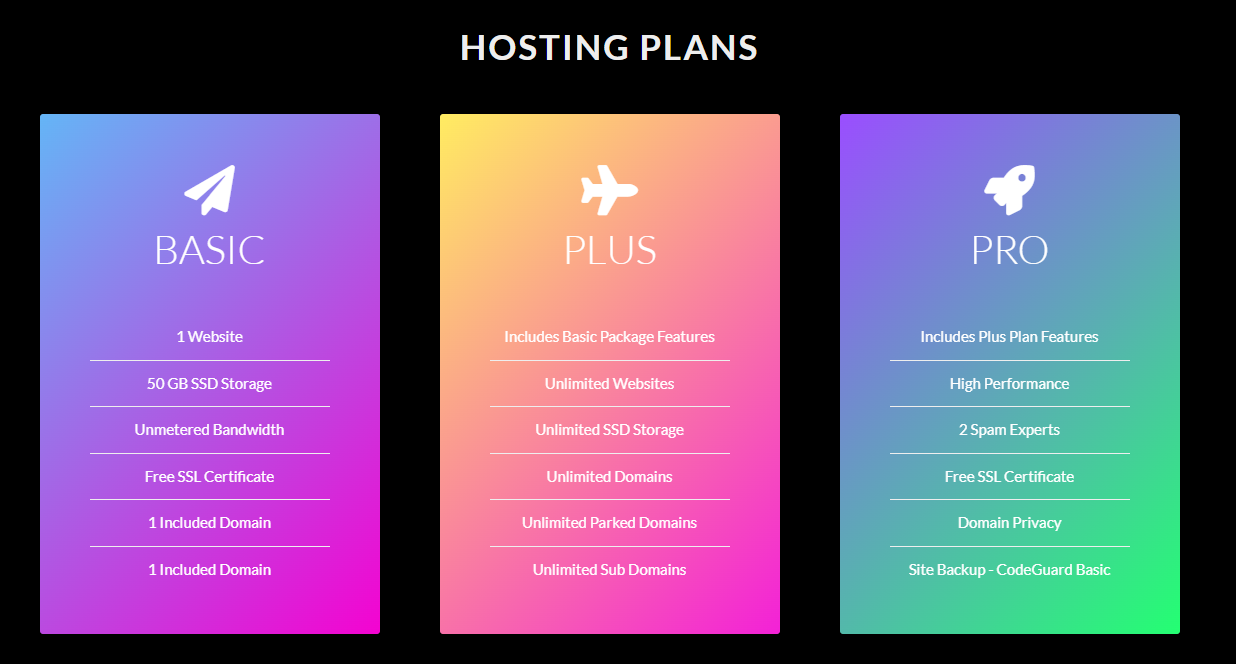 HOSTING PLANS
BASIC
1 Website
50 GB SSD Storage
Unmetered Bandwidth
Free SSL Certificate
1 Included Domain
1 Included Domain
PLUS
Includes Basic Package Features
Unlimited Websites
Unlimited SSD Storage
Unlimited Domains
Unlimited Parked Domains
Unlimited Sub Domains
PRO
Includes Plus Plan Features
High Performance
2 Spam Experts
Free SSL Certificate
Domain Privacy
Site Backup - CodeGuard Basic